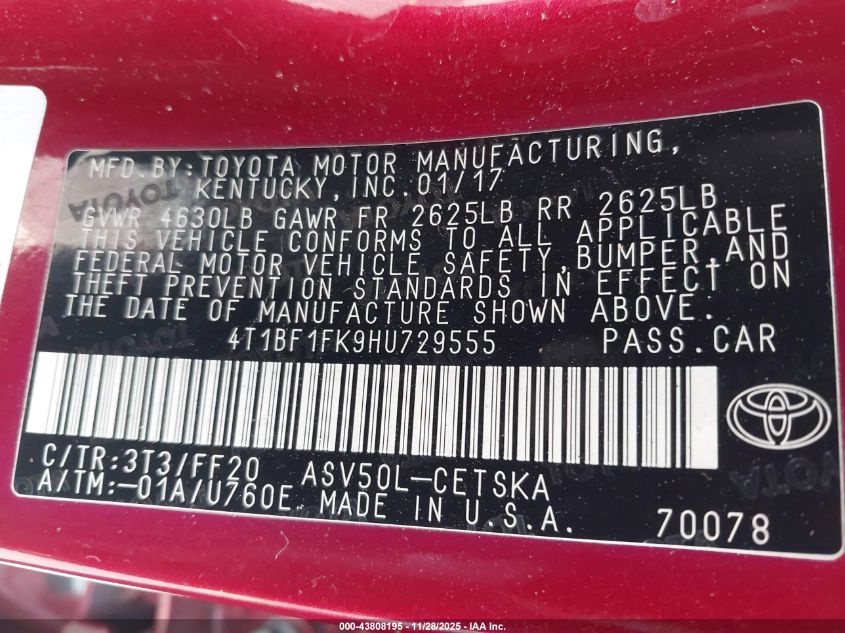 MFD.BY:TOYOTA MOTOR MANUFACTURING,
KENTUCKY,INC.01/17
GVWR 4630LB GAWR FR 2625LB RR 2625LB
THIS VEHICLE CONFORMS TO ALL APPLICABLE
FEDERAL MOTOR VEHICLE SAFETY,BUMPER,AND
THEFT PREVENTION STANDARDS IN EFFECT ON
THE DATE OF MANUFACTURE SHOWN ABOVE.
4T1BF1FK9HU729555 PASS.CAR
C/TR:3T3/FF20 ASV50L-CETSKA
A/TM:-01A/U760E MADE IN U.S.A. 70078
TOYOTA
TOYOTA
TOYOTA
000-43808195 - 11/28/2025 - IAA Inc.